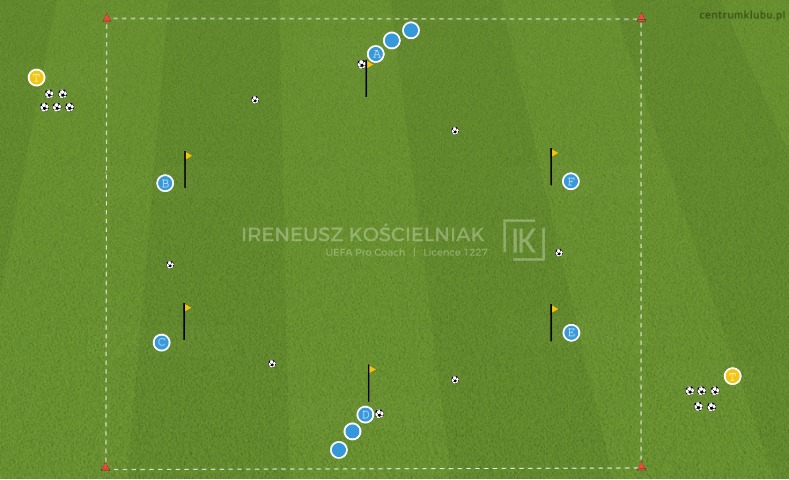 centrumklubu.pl
T
A
B
F
IRENEUSZ KOŚCIELNIAK
IK
UEFA Pro Coach | Licence 1227
C
E
T
D